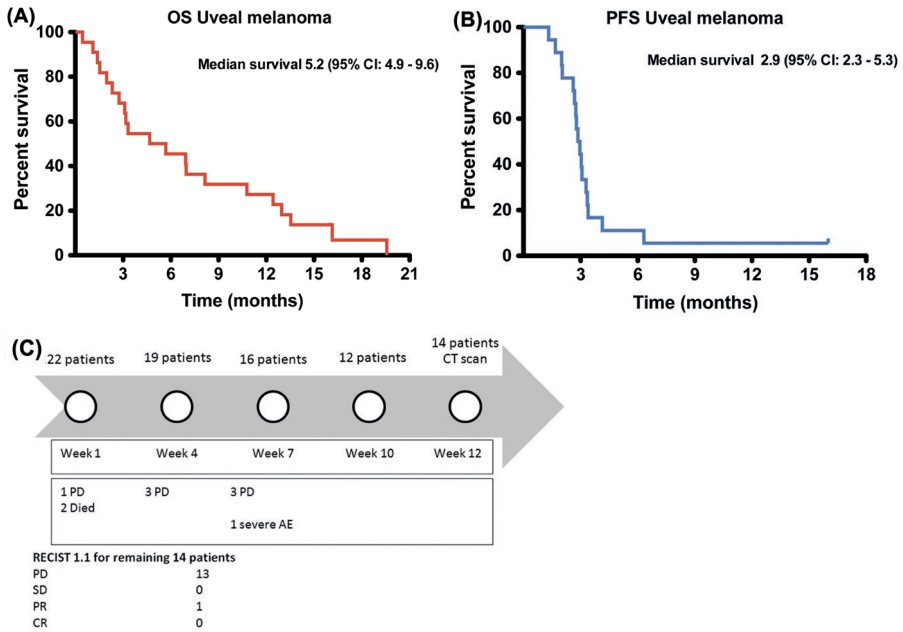 (A)
OS Uveal melanoma
Median survival 5.2 (95% CI: 4.9 - 9.6)
Percent survival
100
80
60
40
20
0
3 6 9 12 15 18 21
Time (months)
(B)
PFS Uveal melanoma
Median survival 2.9 (95% CI: 2.3 - 5.3)
Percent survival
100
80
60
40
20
0
3 6 9 12 15 18
Time (months)
(C)
22 patients 19 patients 16 patients 12 patients 14 patients
CT scan
Week 1 Week 4 Week 7 Week 10 Week 12
1 PD 3 PD 3 PD
2 Died
1 severe AE
RECIST 1.1 for remaining 14 patients
PD 13
SD 0
PR 1
CR 0